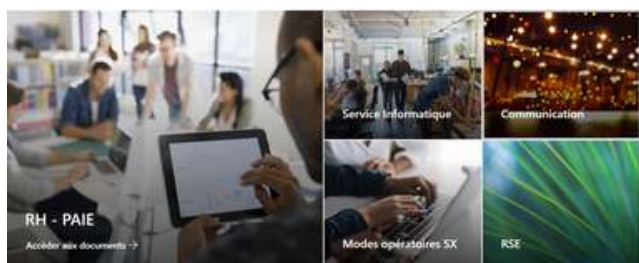 RH - PAIE
Accéder aux documents →
Service Informatique
Communication
Modes opératoires SX
RSE